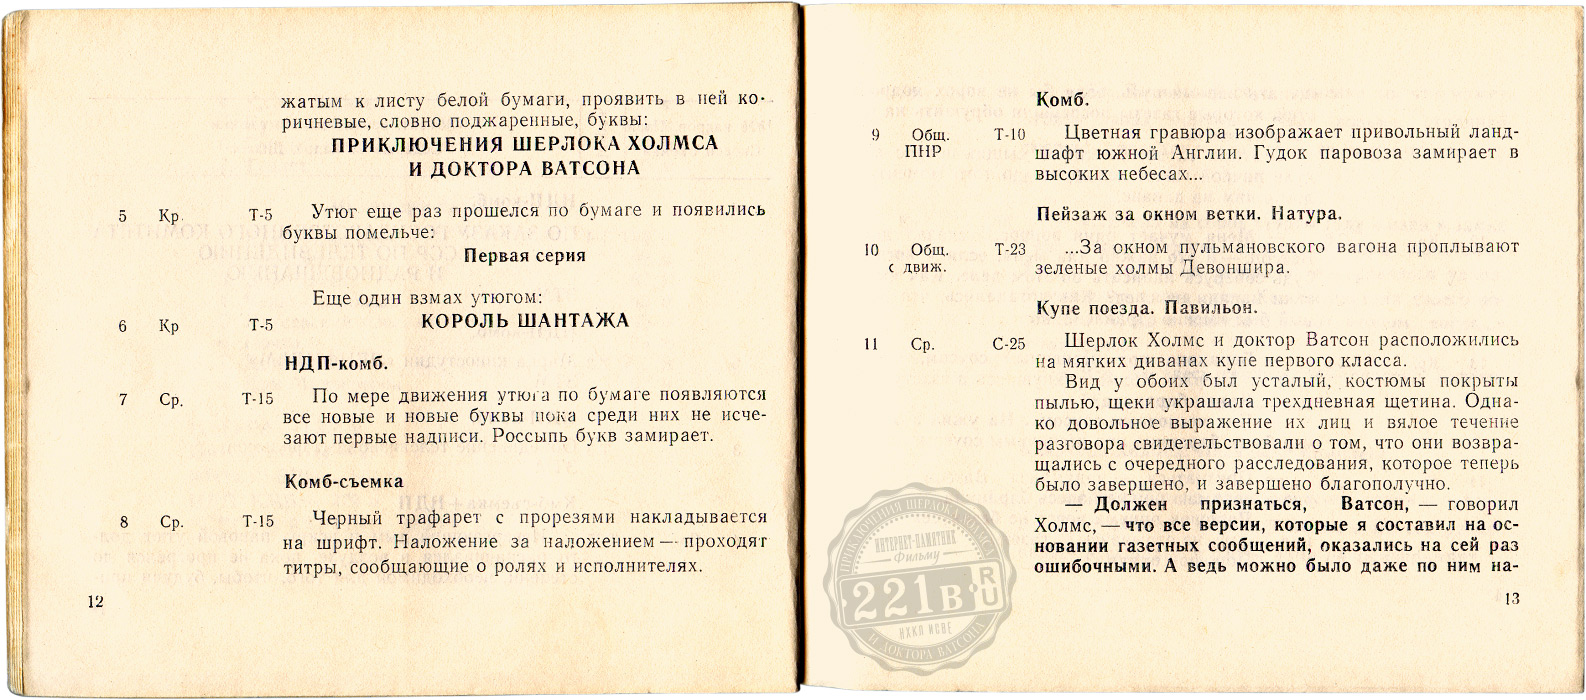 жатым к листу белой бумаги, проявить в ней ко-
ричневые, словно поджаренные, буквы:
ПРИКЛЮЧЕНИЯ ШЕРЛОКА ХОЛМСА
И ДОКТОРА ВАТСОНА
5 Кр. Т-5 Утюг еще раз прошелся по бумаге и появились
буквы помельче:
Первая серия
Еще один взмах утюгом:
6 Кр Т-5 КОРОЛЬ ШАНТАЖА
НДП-комб.
7 Ср. Т-15 По мере движения утюга по бумаге появляются
все новые и новые буквы пока среди них не исче-
зают первые надписи. Россыпь букв замирает.
Комб-съемка
8 Ср. Т-15 Черный трафарет с прорезями накладывается
на шрифт. Наложение за наложением — проходят
титры, сообщающие о ролях и исполнителях.
12
Комб.
9 Общ. Т-10 Цветная гравюра изображает привольный ланд-
ПНР шафт южной Англии. Гудок паровоза замирает в
высоких небесах...
Пейзаж за окном ветки. Натура.
10 Общ. Т-23 ...За окном пульмановского вагона проплывают
с движ. зеленые холмы Девоншира.
Купе поезда. Павильон.
11 Ср. С-25 Шерлок Холмс и доктор Ватсон расположились
на мягких диванах купе первого класса.
Вид у обоих был усталый, костюмы покрыты
пылью, щеки украшала трехдневная щетина. Одна-
ко довольное выражение их лиц и вялое течение
разговора свидетельствовали о том, что они возвра-
щались с очередного расследования, которое теперь
было завершено, и завершено благополучно.
— Должен признаться, Ватсон, — говорил
Холмс, — что все версии, которые я составил на ос-
новании газетных сообщений, оказались на сей раз
ошибочными. А ведь можно было даже по ним на-
13
ПРИКЛЮЧЕНИЯ ШЕРЛОКА ХОЛМСА
ИНТЕРНЕТ-ПАМЯТНИК
Фильму
221B.RU
НХКЛ ИСВЕ
И ДОКТОРА ВАТСОНА